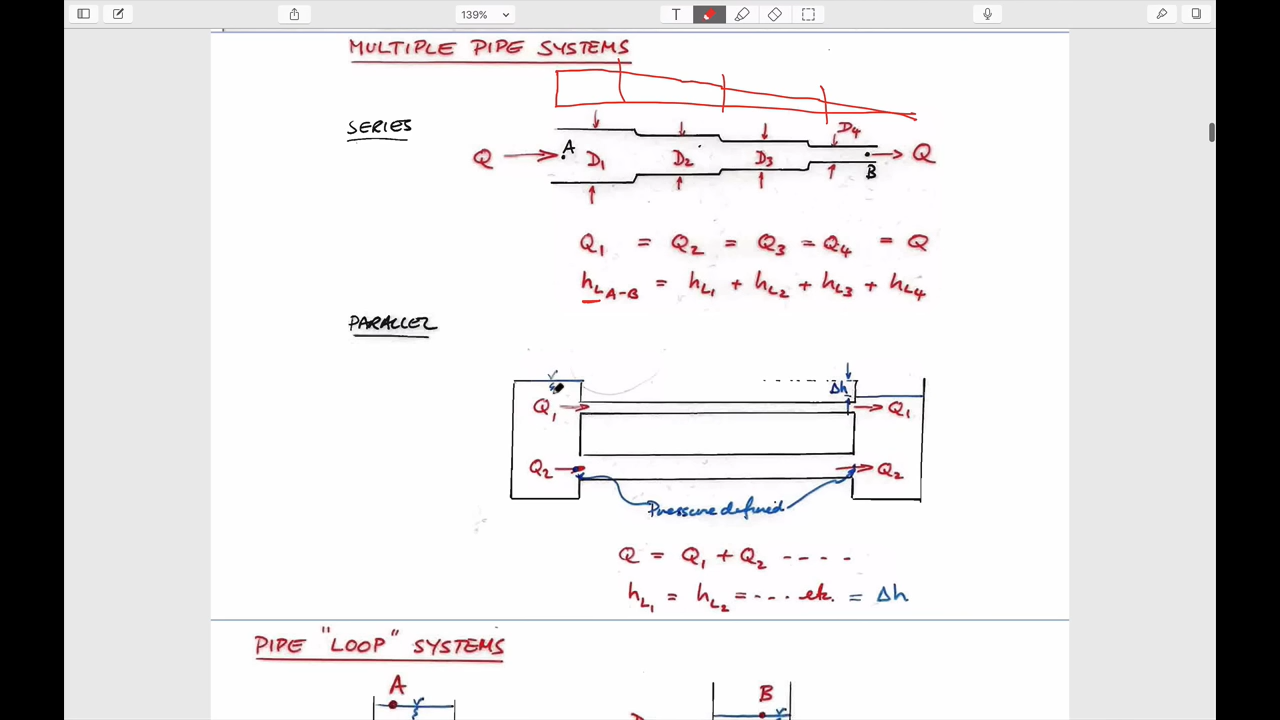 139%
MULTIPLE PIPE SYSTEMS
SERIES
Q A D₁ D₂ D₃ D₄ B Q
Q₁ = Q₂ = Q₃ = Q₄ = Q
hL A-B = hL₁ + hL₂ + hL₃ + hL₄
PARALLEL
Δh
Q₁ Q₁
Q₂ Q₂
Pressure defined
Q = Q₁ + Q₂ ----
hL₁ = hL₂ = --- etc. = Δh
PIPE "LOOP" SYSTEMS
A B